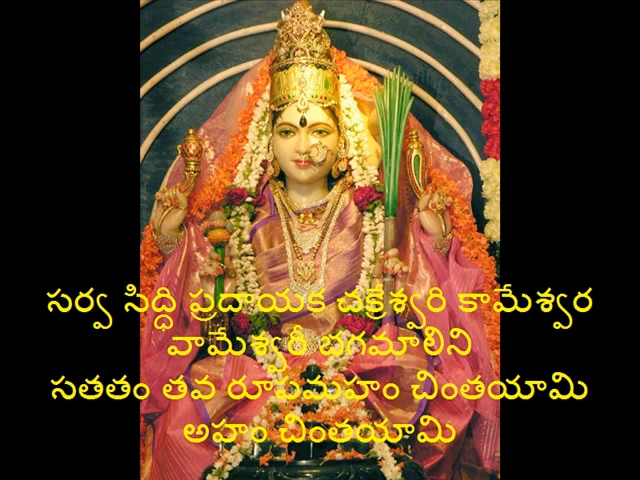 సర్వ సిద్ధి ప్రదాయక చక్రేశ్వరి కామేశ్వర
వామేశ్వరీ భగమాలిని
సతతం తవ రూపమహం చింతయామి
అహం చింతయామి